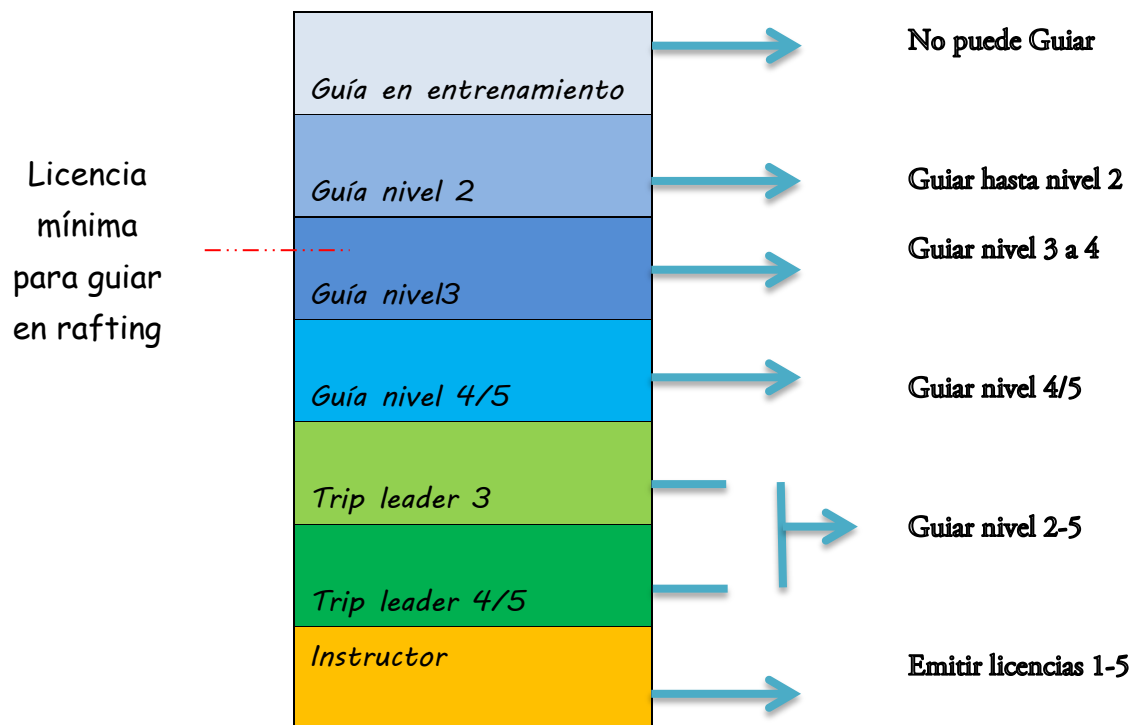 Licencia
mínima
para guiar
en rafting
Guía en entrenamiento
Guía nivel 2
Guía nivel3
Guía nivel 4/5
Trip leader 3
Trip leader 4/5
Instructor
No puede Guiar
Guiar hasta nivel 2
Guiar nivel 3 a 4
Guiar nivel 4/5
Guiar nivel 2-5
Emitir licencias 1-5